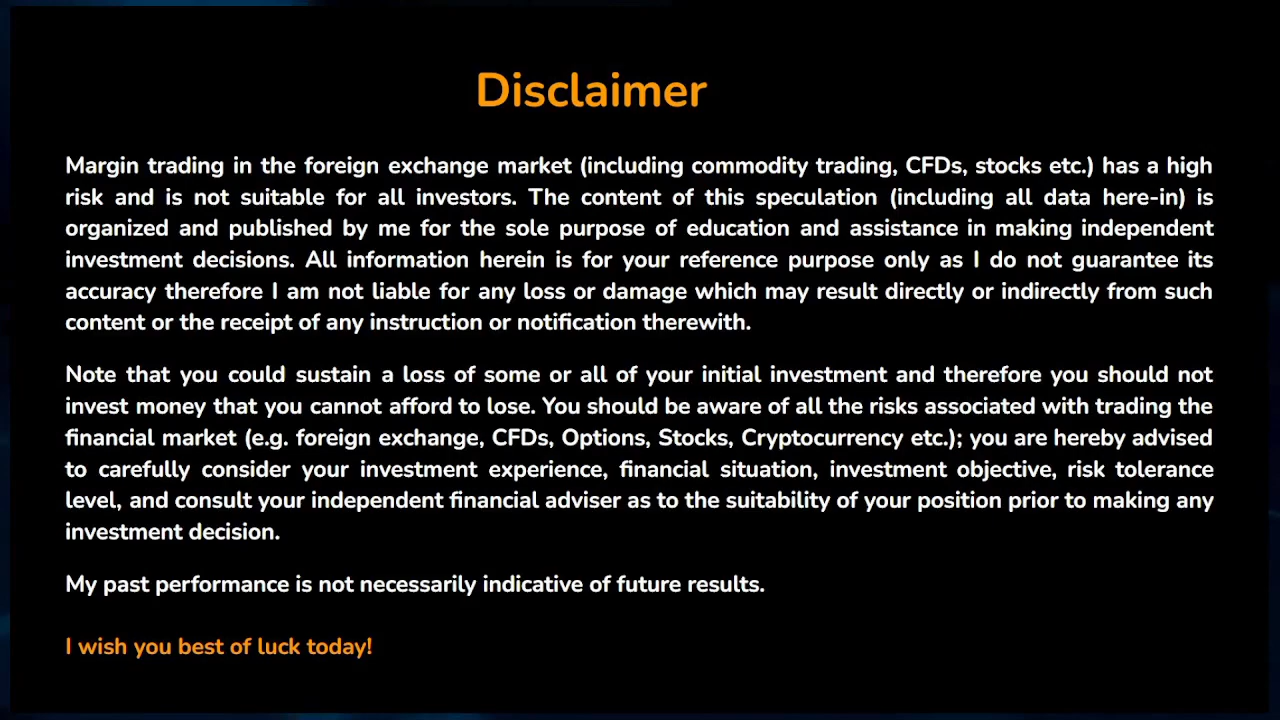 Disclaimer
Margin trading in the foreign exchange market (including commodity trading, CFDs, stocks etc.) has a high
risk and is not suitable for all investors. The content of this speculation (including all data here-in) is
organized and published by me for the sole purpose of education and assistance in making independent
investment decisions. All information herein is for your reference purpose only as I do not guarantee its
accuracy therefore I am not liable for any loss or damage which may result directly or indirectly from such
content or the receipt of any instruction or notification therewith.
Note that you could sustain a loss of some or all of your initial investment and therefore you should not
invest money that you cannot afford to lose. You should be aware of all the risks associated with trading the
financial market (e.g. foreign exchange, CFDs, Options, Stocks, Cryptocurrency etc.); you are hereby advised
to carefully consider your investment experience, financial situation, investment objective, risk tolerance
level, and consult your independent financial adviser as to the suitability of your position prior to making any
investment decision.
My past performance is not necessarily indicative of future results.
I wish you best of luck today!